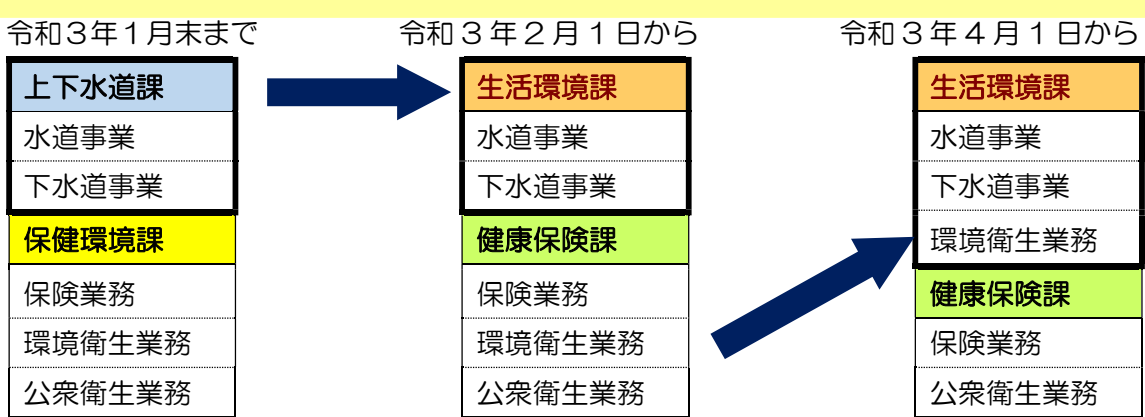 令和３年１月末まで
上下水道課
水道事業
下水道事業
保健環境課
保険業務
環境衛生業務
公衆衛生業務
令和３年２月１日から
生活環境課
水道事業
下水道事業
健康保険課
保険業務
環境衛生業務
公衆衛生業務
令和３年４月１日から
生活環境課
水道事業
下水道事業
環境衛生業務
健康保険課
保険業務
公衆衛生業務